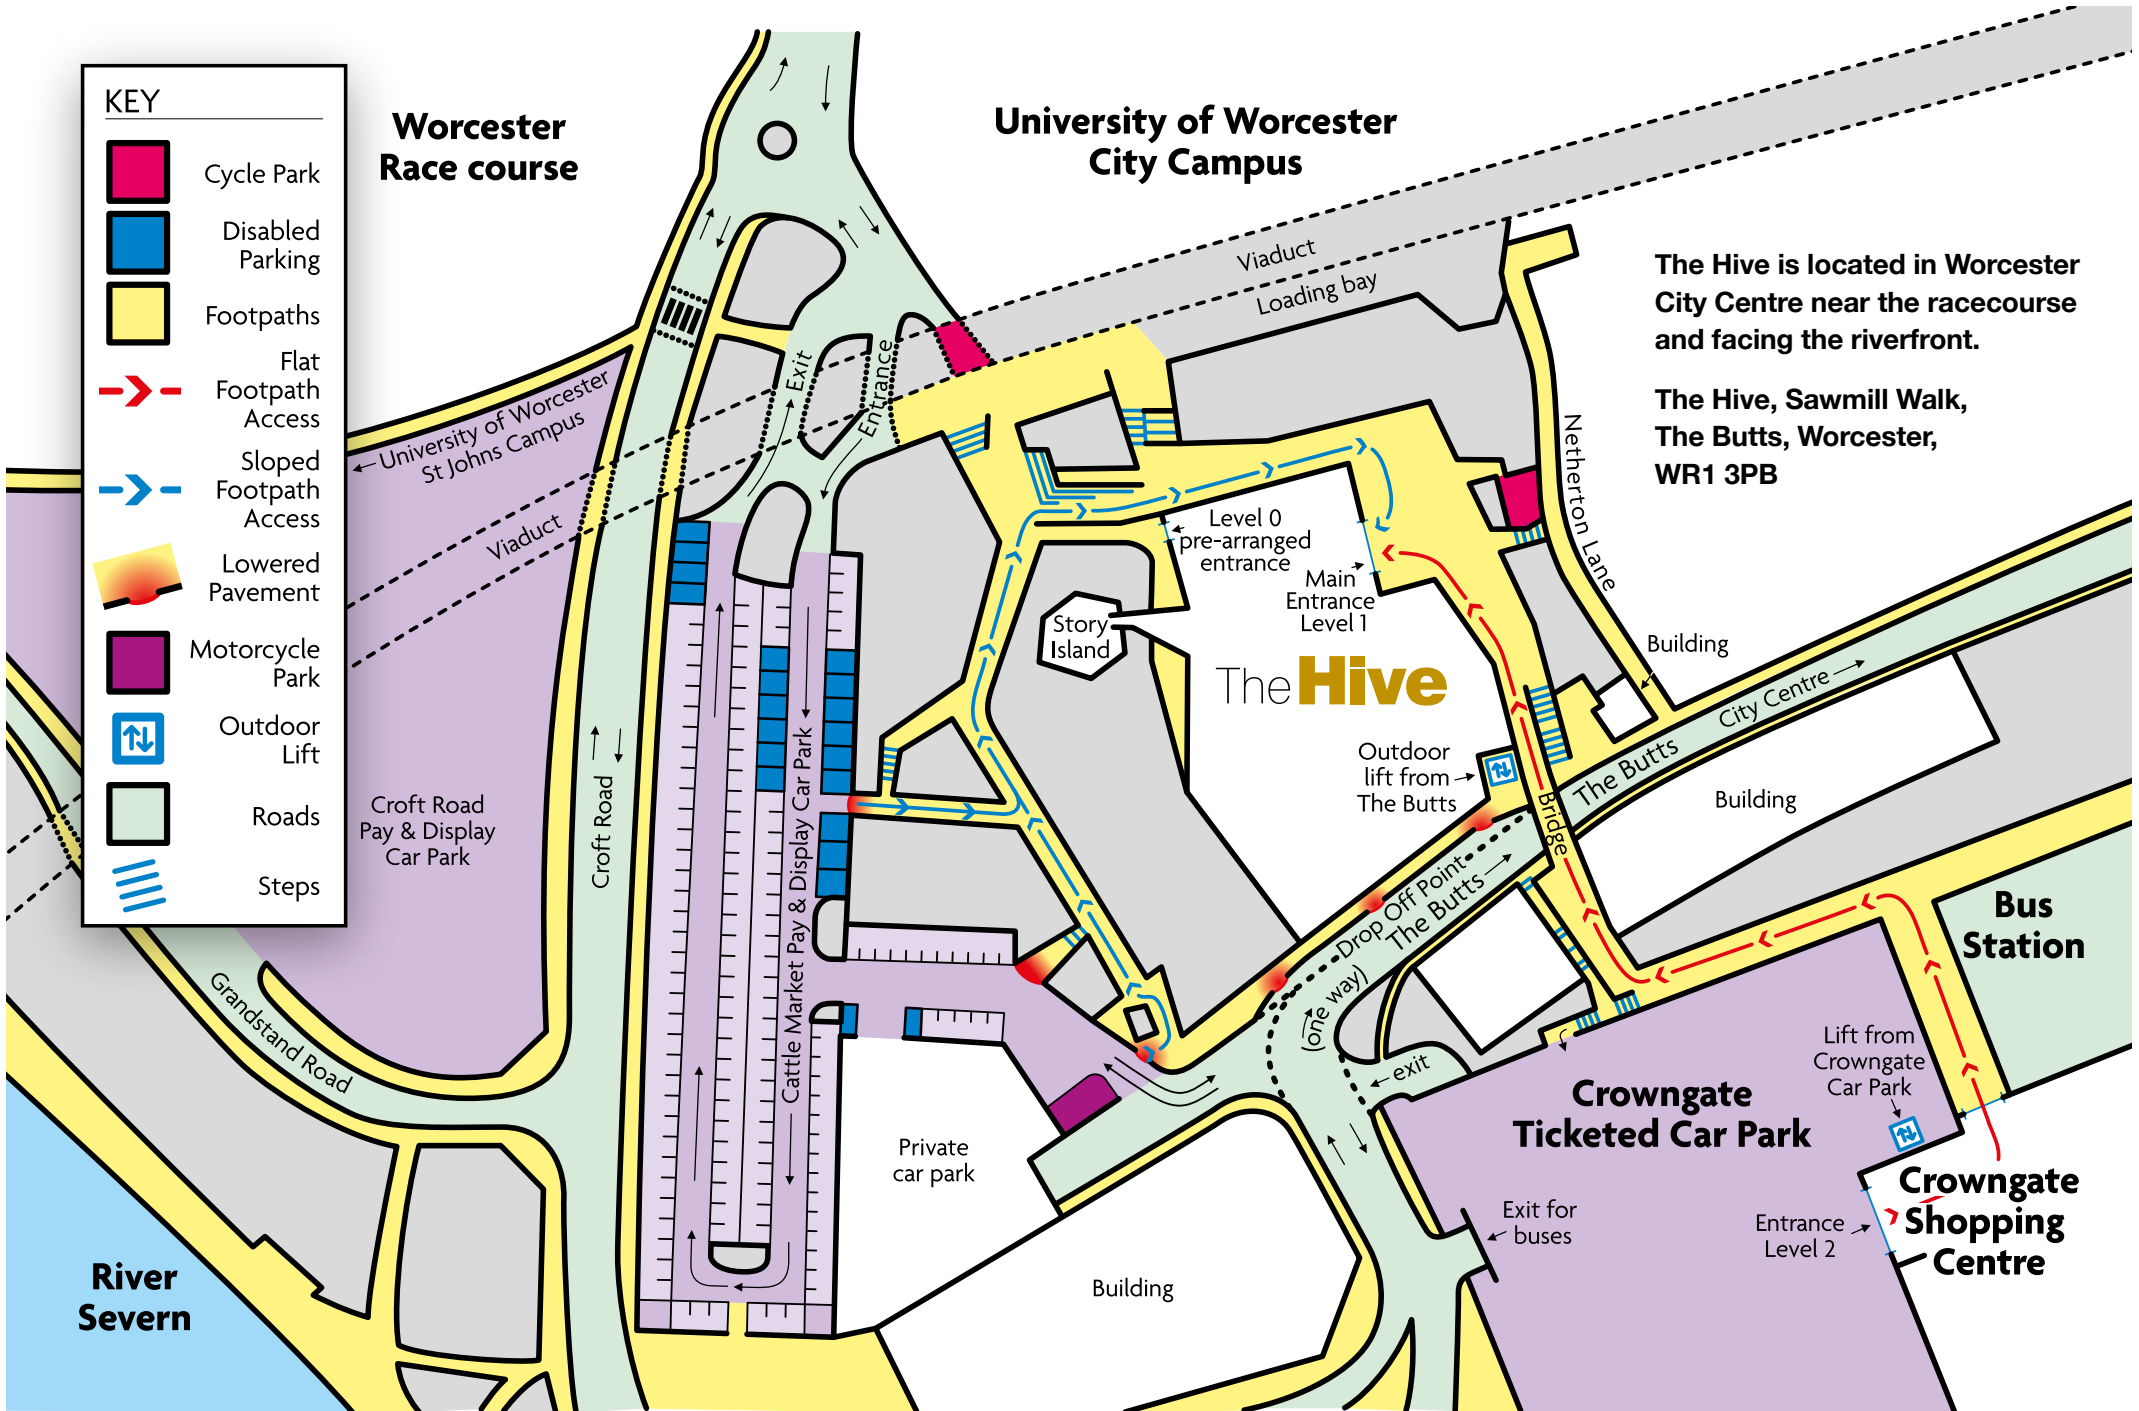 KEY
Cycle Park
Disabled
Parking
Footpaths
Flat
Footpath
Access
Sloped
Footpath
Access
Lowered
Pavement
Motorcycle
Park
Outdoor
Lift
Roads
Steps
Worcester
Race course
University of Worcester
City Campus
The Hive is located in Worcester
City Centre near the racecourse
and facing the riverfront.
The Hive, Sawmill Walk,
The Butts, Worcester,
WR1 3PB
Viaduct
Loading bay
Exit
Entrance
University of Worcester
St Johns Campus
Viaduct
Netherton Lane
Level 0
pre-arranged
entrance
Main
Entrance
Level 1
Story
Island
The Hive
Building
City Centre
The Butts
Outdoor
lift from
The Butts
Bridge
Building
Croft Road
Pay & Display
Car Park
Croft Road
Cattle Market Pay & Display Car Park
Drop Off Point
The Butts
(one way)
Bus
Station
Grandstand Road
exit
Lift from
Crowngate
Car Park
Crowngate
Ticketed Car Park
Private
car park
Exit for
buses
Entrance
Level 2
Crowngate
Shopping
Centre
Building
River
Severn